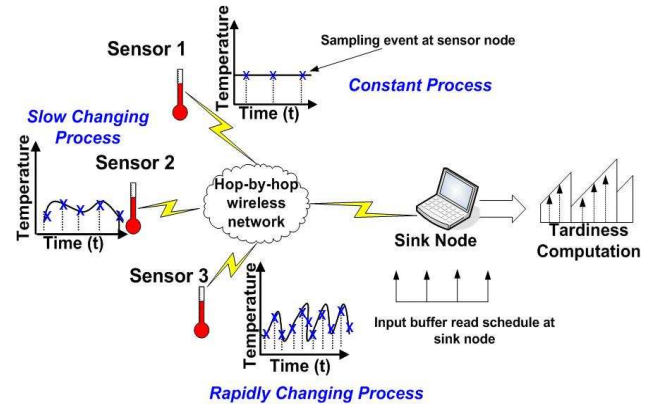 Sensor 1
Temperature
Time (t)
Sampling event at sensor node
Constant Process
Slow Changing
Process
Temperature
Time (t)
Sensor 2
Hop-by-hop
wireless
network
Sink Node
Tardiness
Computation
Sensor 3
Temperature
Time (t)
Rapidly Changing Process
Input buffer read schedule at
sink node